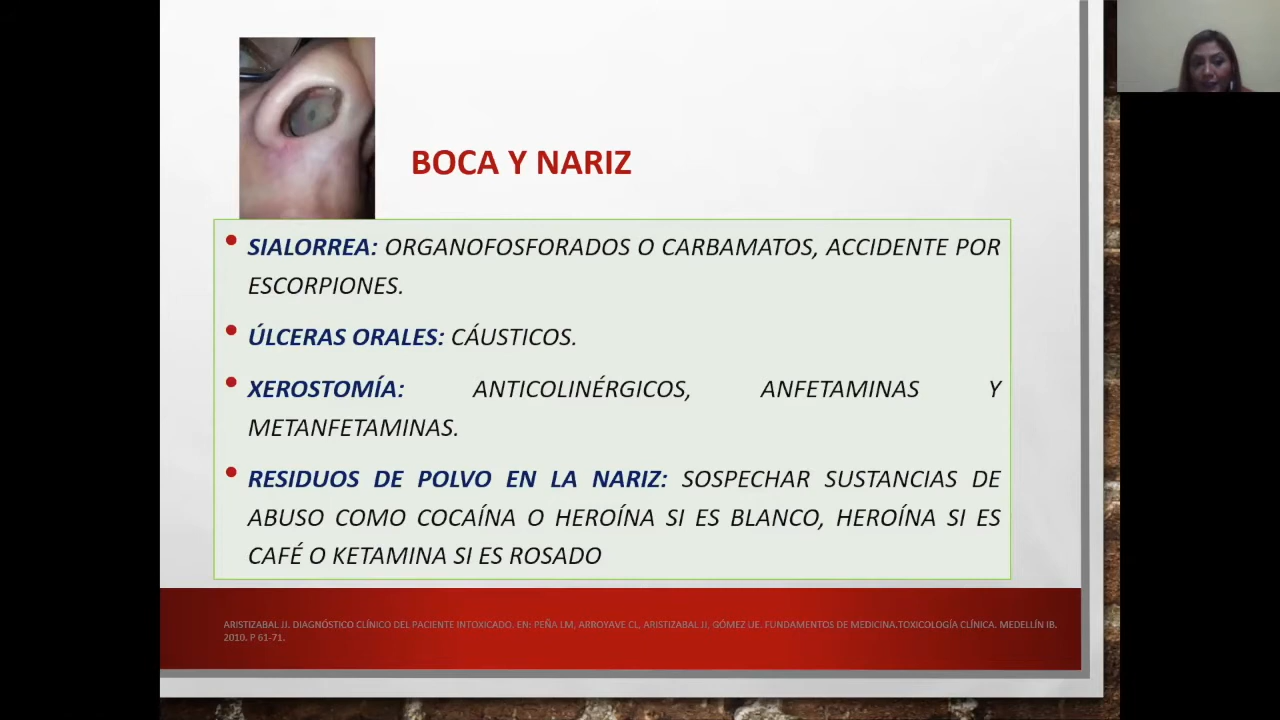 BOCA Y NARIZ
• SIALORREA: ORGANOFOSFORADOS O CARBAMATOS, ACCIDENTE POR
ESCORPIONES.
• ÚLCERAS ORALES: CÁUSTICOS.
• XEROSTOMÍA: ANTICOLINÉRGICOS, ANFETAMINAS Y
METANFETAMINAS.
• RESIDUOS DE POLVO EN LA NARIZ: SOSPECHAR SUSTANCIAS DE
ABUSO COMO COCAÍNA O HEROÍNA SI ES BLANCO, HEROÍNA SI ES
CAFÉ O KETAMINA SI ES ROSADO
ARISTIZABAL JJ. DIAGNÓSTICO CLÍNICO DEL PACIENTE INTOXICADO. EN: PEÑA LM, ARROYAVE CL, ARISTIZABAL JJ, GÓMEZ UE. FUNDAMENTOS DE MEDICINA.TOXICOLOGÍA CLÍNICA. MEDELLÍN IB.
2010. P 61-71.